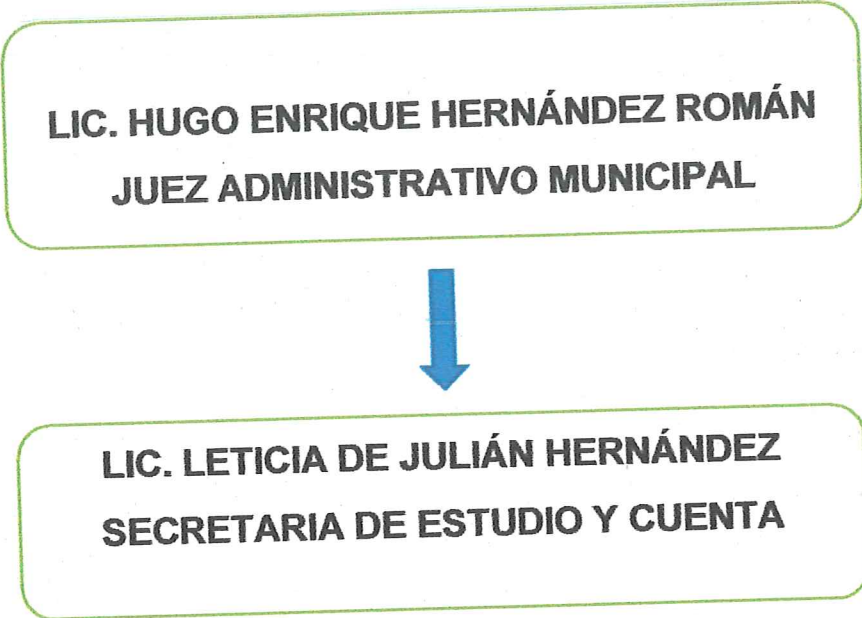 LIC. HUGO ENRIQUE HERNÁNDEZ ROMÁN
JUEZ ADMINISTRATIVO MUNICIPAL
LIC. LETICIA DE JULIÁN HERNÁNDEZ
SECRETARIA DE ESTUDIO Y CUENTA